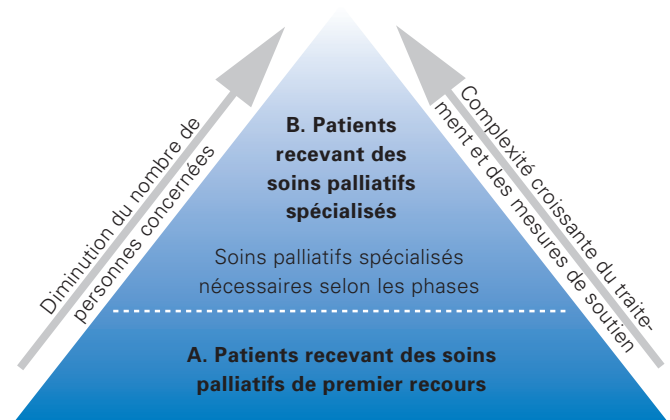 Diminution du nombre de
personnes concernées
Complexité croissante du traite-
ment et des mesures de soutien
B. Patients
recevant des
soins palliatifs
spécialisés
Soins palliatifs spécialisés
nécessaires selon les phases
A. Patients recevant des soins
palliatifs de premier recours